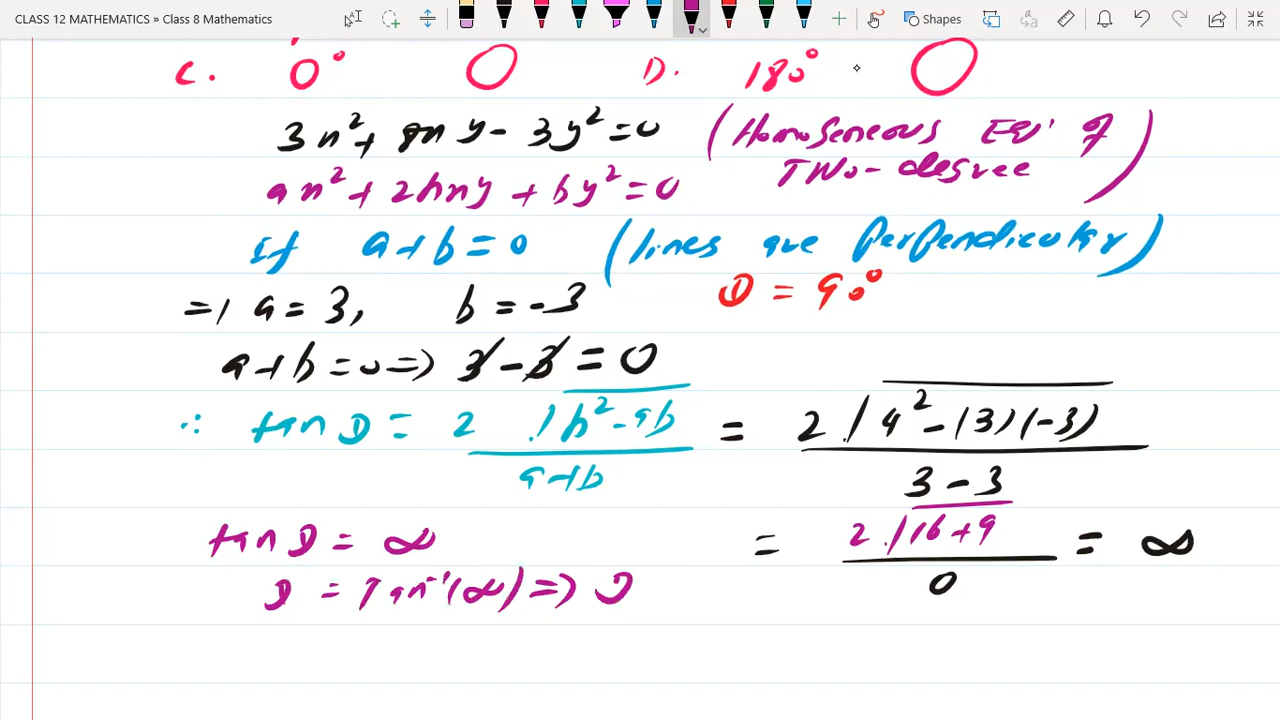 CLASS 12 MATHEMATICS » Class 8 Mathematics Shapes
C. 0° D. 180°
3x²+ 8xy - 3y²=0 (Homogeneous Eq. of
ax²+ 2hxy + by²=0 Two-degree)
If a+b=0 (lines are perpendicular)
=) a = 3, b = -3 θ = 90°
a+b=0=) 3-3 = 0
∴ tan θ = 2√h²-ab / a+b = 2√4²-(3)(-3) / 3-3
tan θ = ∞ = 2√16+9 / 0 = ∞
θ = Tan⁻¹(∞) =) θ